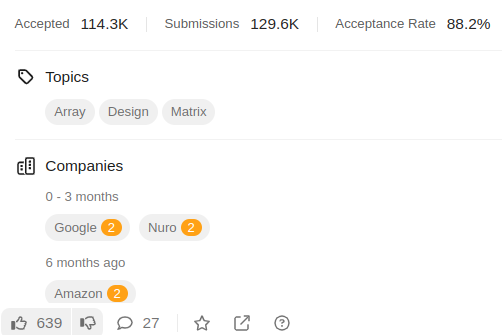 Accepted 114.3K Submissions 129.6K Acceptance Rate 88.2%
Topics
Array Design Matrix
Companies
0 - 3 months
Google 2 Nuro 2
6 months ago
Amazon 2
639 27